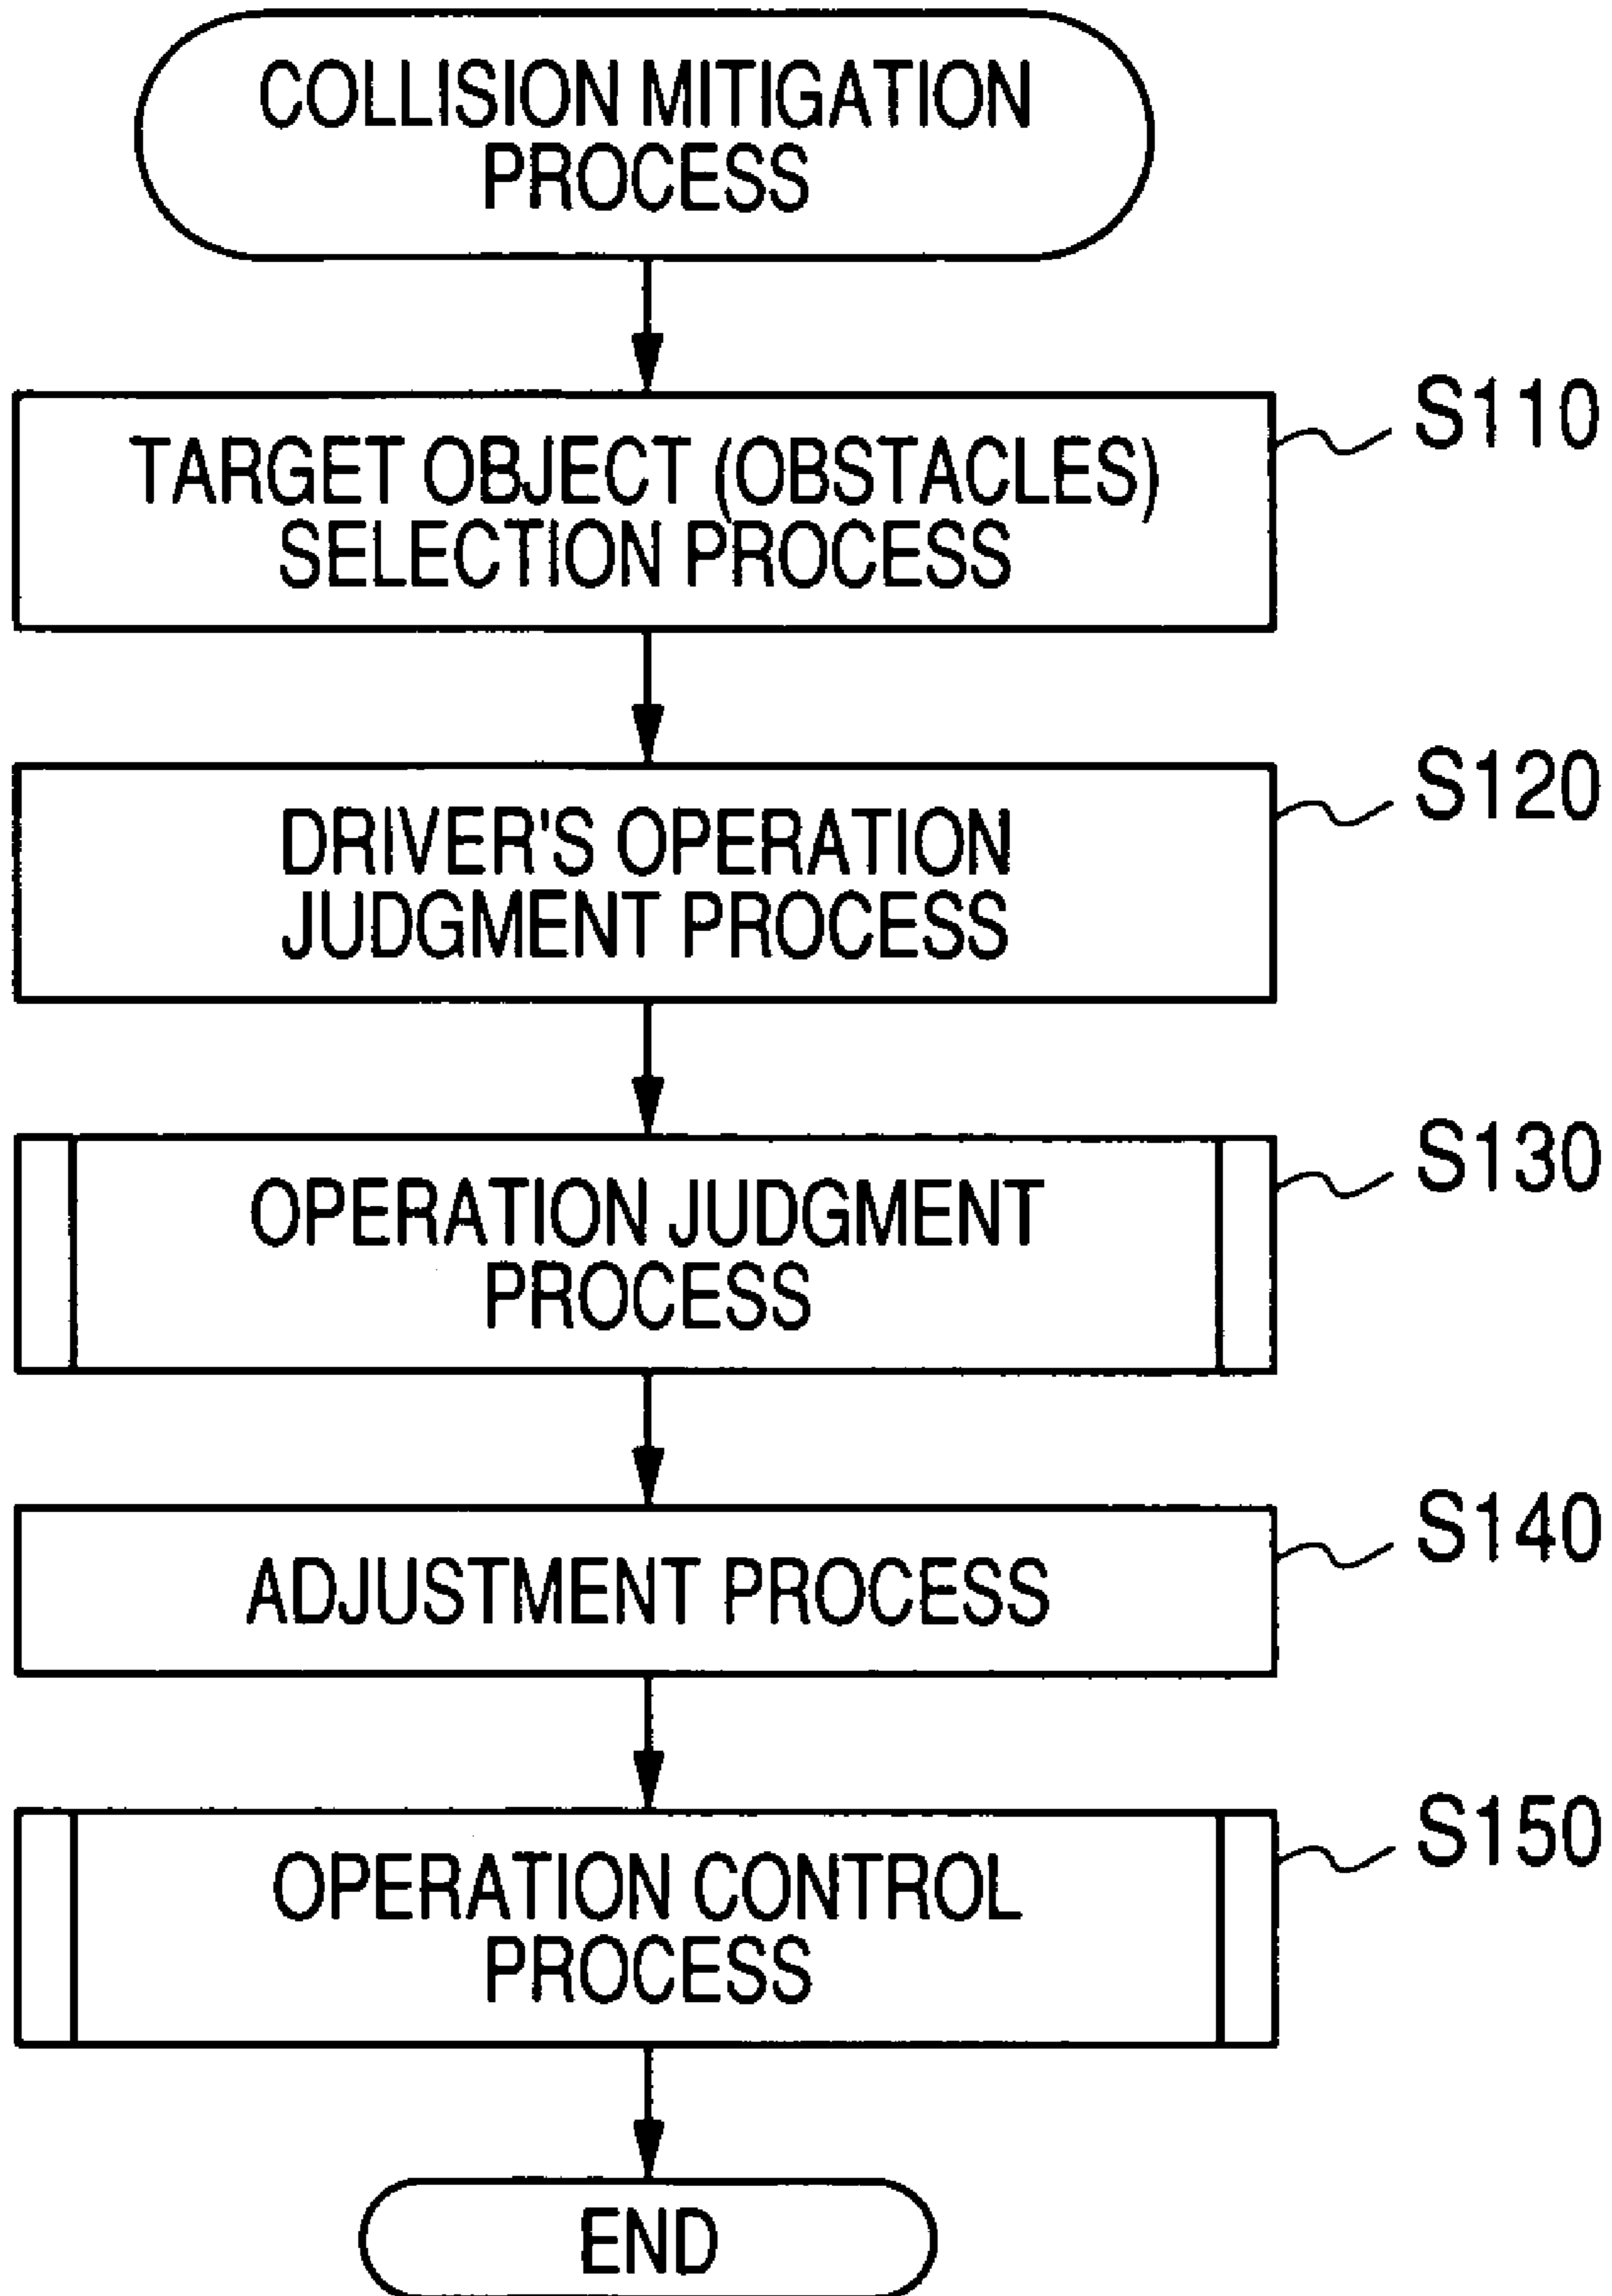 COLLISION MITIGATION
PROCESS
S110
TARGET OBJECT (OBSTACLES)
SELECTION PROCESS
S120
DRIVER'S OPERATION
JUDGMENT PROCESS
S130
OPERATION JUDGMENT
PROCESS
S140
ADJUSTMENT PROCESS
S150
OPERATION CONTROL
PROCESS
END